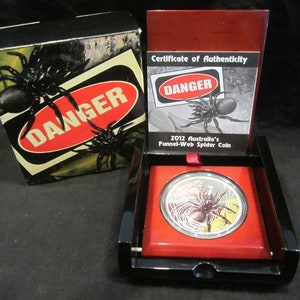 DANGER
Certificate of Authenticity
DANGER
2012 Australia's
Funnel-Web Spider Coin